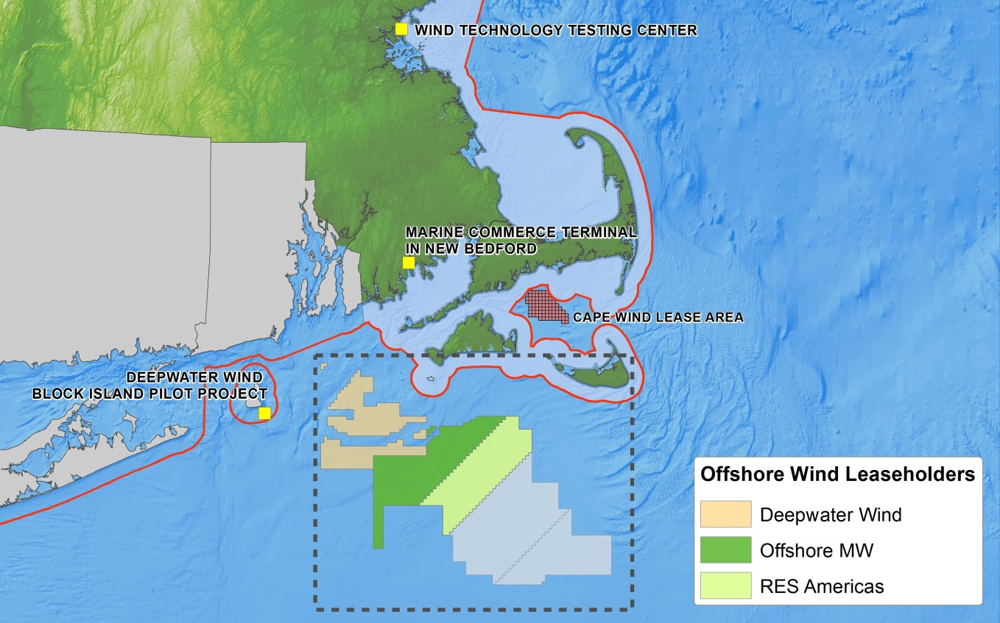 WIND TECHNOLOGY TESTING CENTER
MARINE COMMERCE TERMINAL
IN NEW BEDFORD
CAPE WIND LEASE AREA
DEEPWATER WIND
BLOCK ISLAND PILOT PROJECT
Offshore Wind Leaseholders
Deepwater Wind
Offshore MW
RES Americas